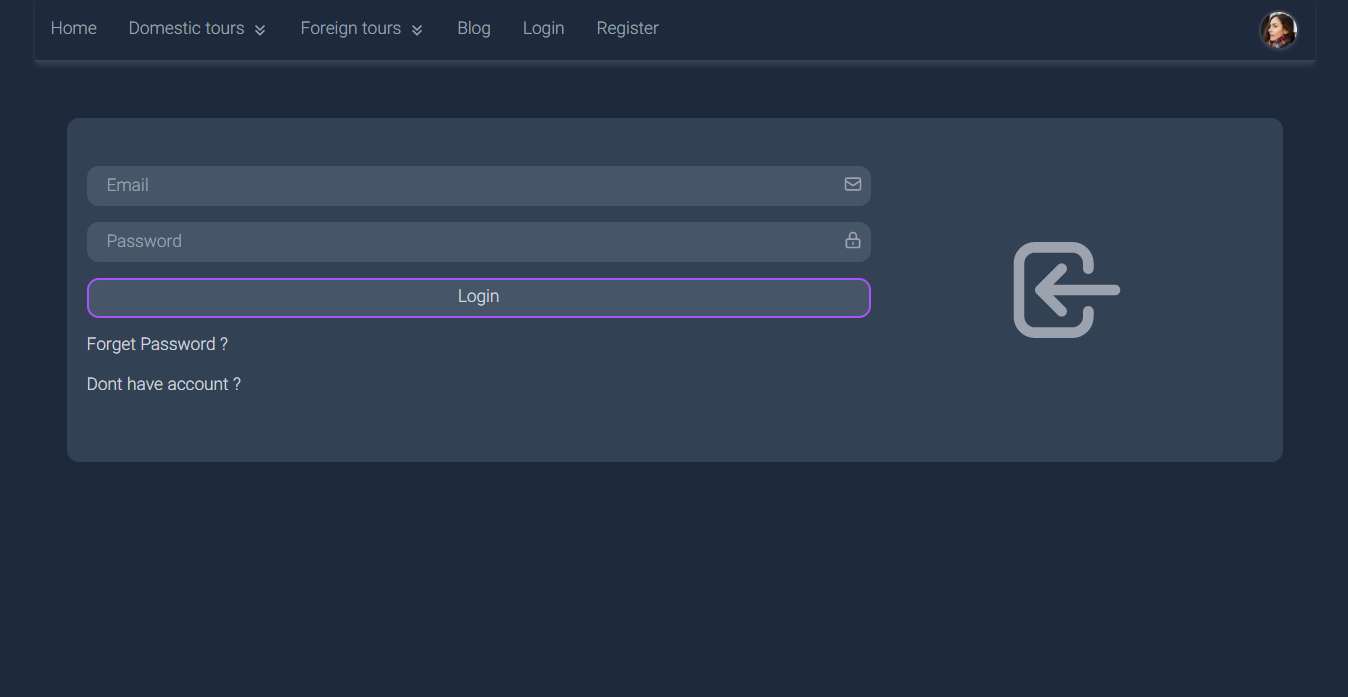 Home Domestic tours Foreign tours Blog Login Register
Email
Password
Login
Forget Password ?
Dont have account ?